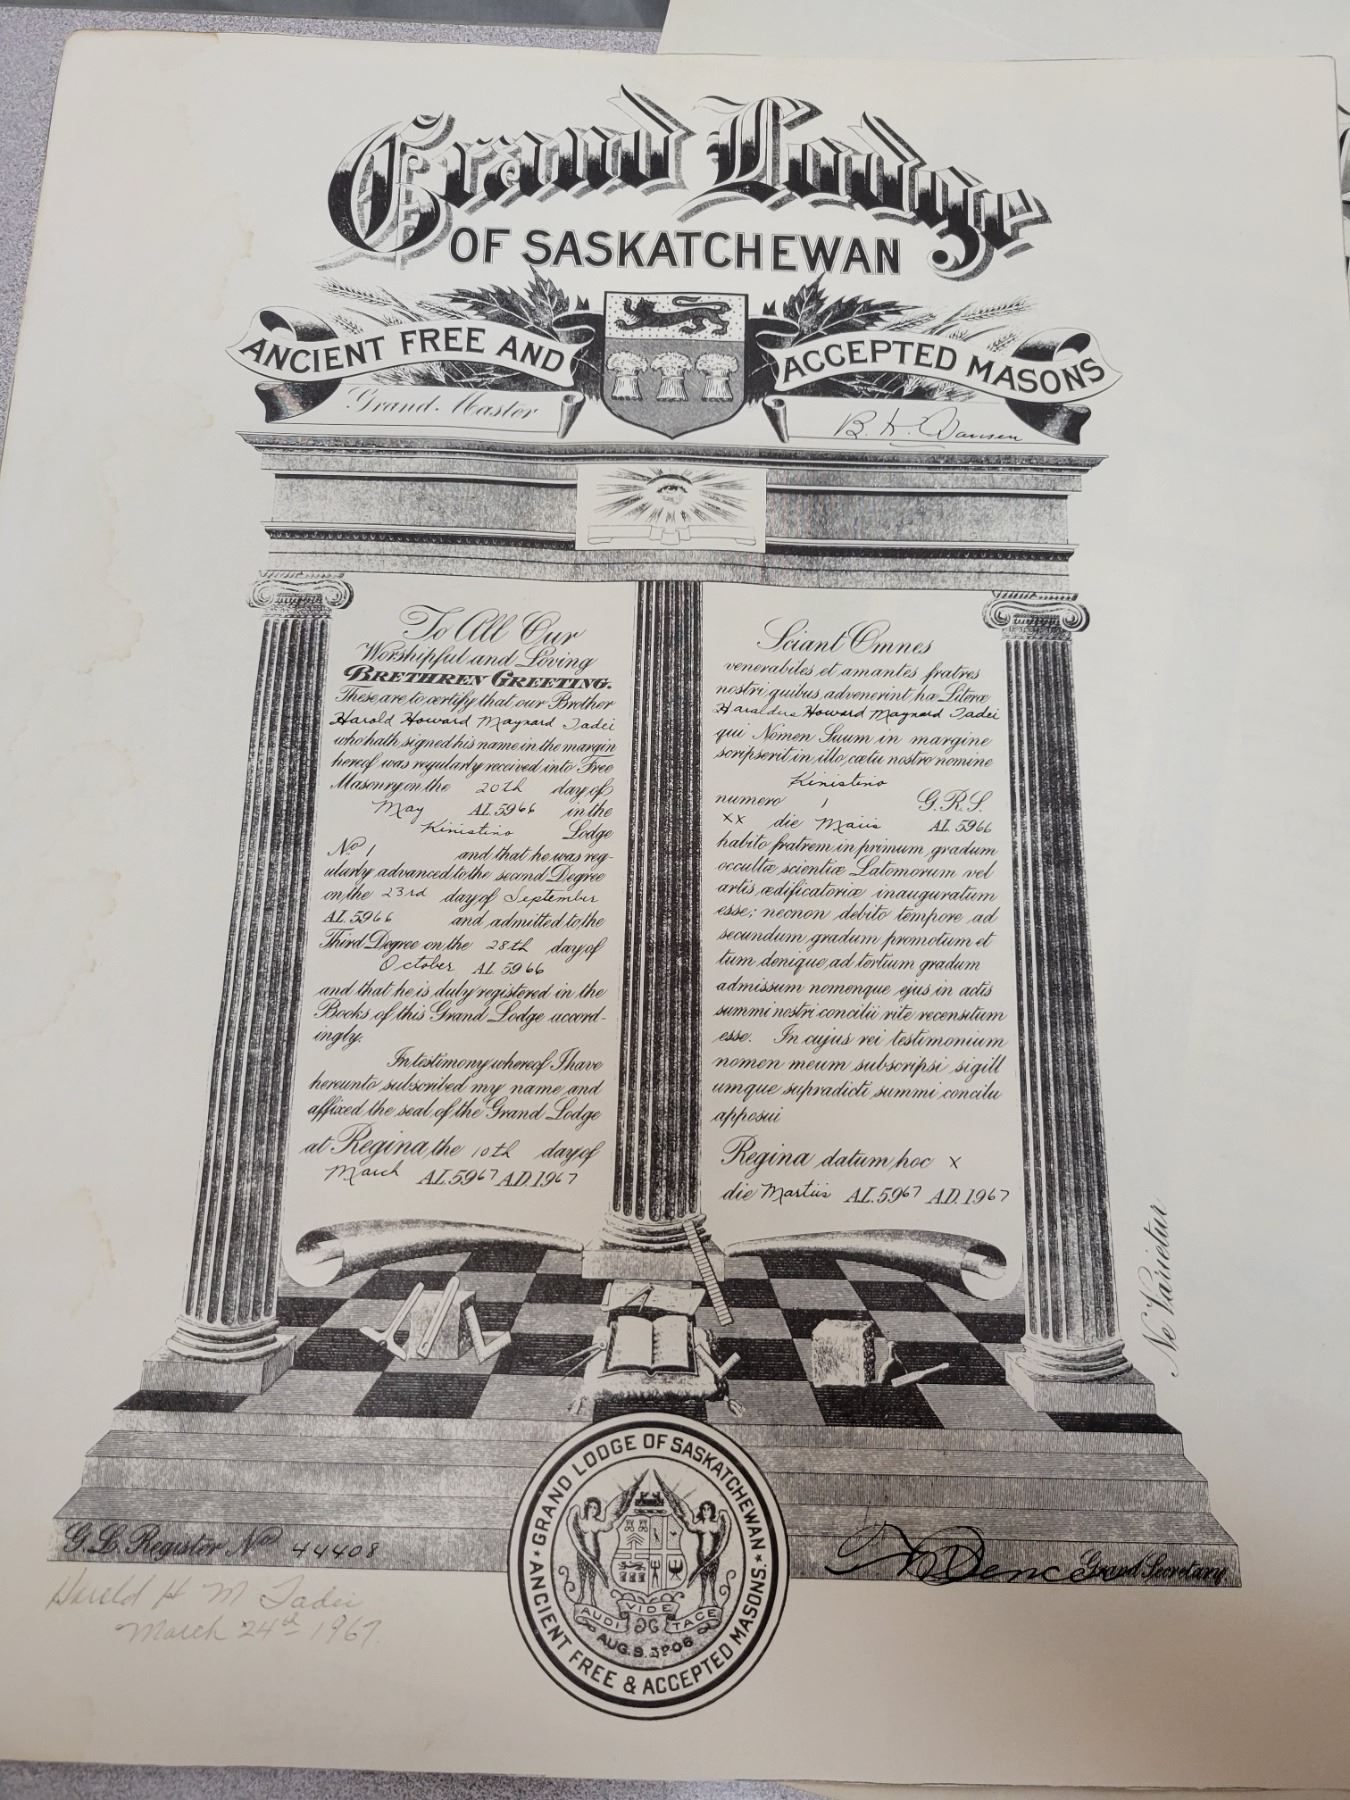 Grand Lodge
OF SASKATCHEWAN
ANCIENT FREE AND ACCEPTED MASONS
Grand Master
To All Our
Worshipful and Loving
BRETHREN GREETING.
These are to certify that our Brother
Harold Howard Maynard Tadei
who hath signed his name in the margin
hereof was regularly received into Free
Masonry on the 20th day of
May A.L. 5966 in the
Kinistino Lodge
No. 1 and that he was reg-
ularly advanced to the second Degree
on the 23rd day of September
A.L. 5966 and admitted to the
Third Degree on the 28th day of
October A.L. 5966
and that he is duly registered in the
Books of this Grand Lodge accord-
ingly.
In testimony whereof I have
hereunto subscribed my name and
affixed the seal of the Grand Lodge
at Regina, the 10th day of
March A.L. 5967 A.D. 1967
Sciant Omnes
venerabiles et amantes fratres
nostri quibus advenerint hæ Literæ
Howard Maynard Tadei
qui Nomen Suum in margine
scripserit in illo, cœtu nostro nomine
Kinistino
numero 1 G.R.S.
XX die Maiis A.L. 5966
habito fratrem in primum gradum
occultæ scientiæ Latomorum vel
artis ædificatoriæ inauguratum
esse; necnon debito tempore ad
secundum gradum promotum et
tum denique, ad tertium gradum
admissum nomenque ejus in actis
summi nostri concilii rite recensitum
esse. In cujus rei testimonium
nomen meum subscripsi sigill
umque supradicti summi concilu
apposui
Regina datum, hoc X
die Martiis A.L. 5967 A.D. 1967
Ne Varietur
G.L. Register No. 44408
Grand Secretary.
Harold H M Tadei
March 24th 1967.
GRAND LODGE OF SASKATCHEWAN
ANCIENT FREE & ACCEPTED MASONS.
AUDI VIDE TACE
AUG. 9. 1906